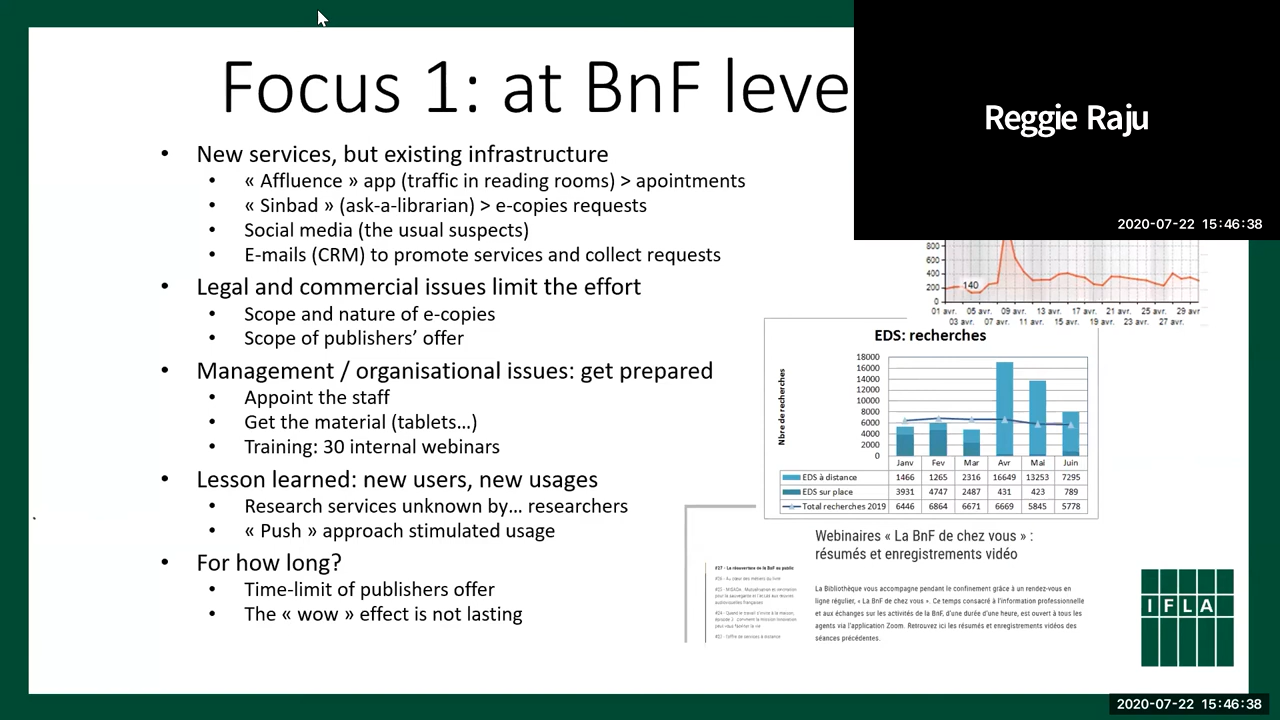 Focus 1: at BnF leve
• New services, but existing infrastructure
• « Affluence » app (traffic in reading rooms) > apointments
• « Sinbad » (ask-a-librarian) > e-copies requests
• Social media (the usual suspects)
• E-mails (CRM) to promote services and collect requests
• Legal and commercial issues limit the effort
• Scope and nature of e-copies
• Scope of publishers’ offer
• Management / organisational issues: get prepared
• Appoint the staff
• Get the material (tablets…)
• Training: 30 internal webinars
• Lesson learned: new users, new usages
• Research services unknown by… researchers
• « Push » approach stimulated usage
• For how long?
• Time-limit of publishers offer
• The « wow » effect is not lasting
Reggie Raju
2020-07-22 15:46:38
800
600
400
200
0
140
01 avr. 05 avr. 09 avr. 13 avr. 17 avr. 21 avr. 25 avr. 29 avr
03 avr. 07 avr. 11 avr. 15 avr. 19 avr. 23 avr. 27 avr.
EDS: recherches
Nbre de recherches
18000
16000
14000
12000
10000
8000
6000
4000
2000
0
Janv Fev Mar Avr Mai Juin
EDS à distance 1466 1265 2316 16649 13253 7295
EDS sur place 3931 4747 2487 431 423 789
Total recherches 2019 6446 6864 6671 6669 5845 5778
Webinaires « La BnF de chez vous » :
résumés et enregistrements vidéo
#27 - La réouverture de la BnF au public
La Bibliothèque vous accompagne pendant le confinement grâce à un rendez-vous en
ligne régulier, « La BnF de chez vous ». Ce temps consacré à l'information professionnelle
et aux échanges sur les activités de la BnF, d'une durée d'une heure, est ouvert à tous les
agents via l'application Zoom. Retrouvez ici les résumés et enregistrements vidéos des
séances précédentes.
IFLA
2020-07-22 15:46:38